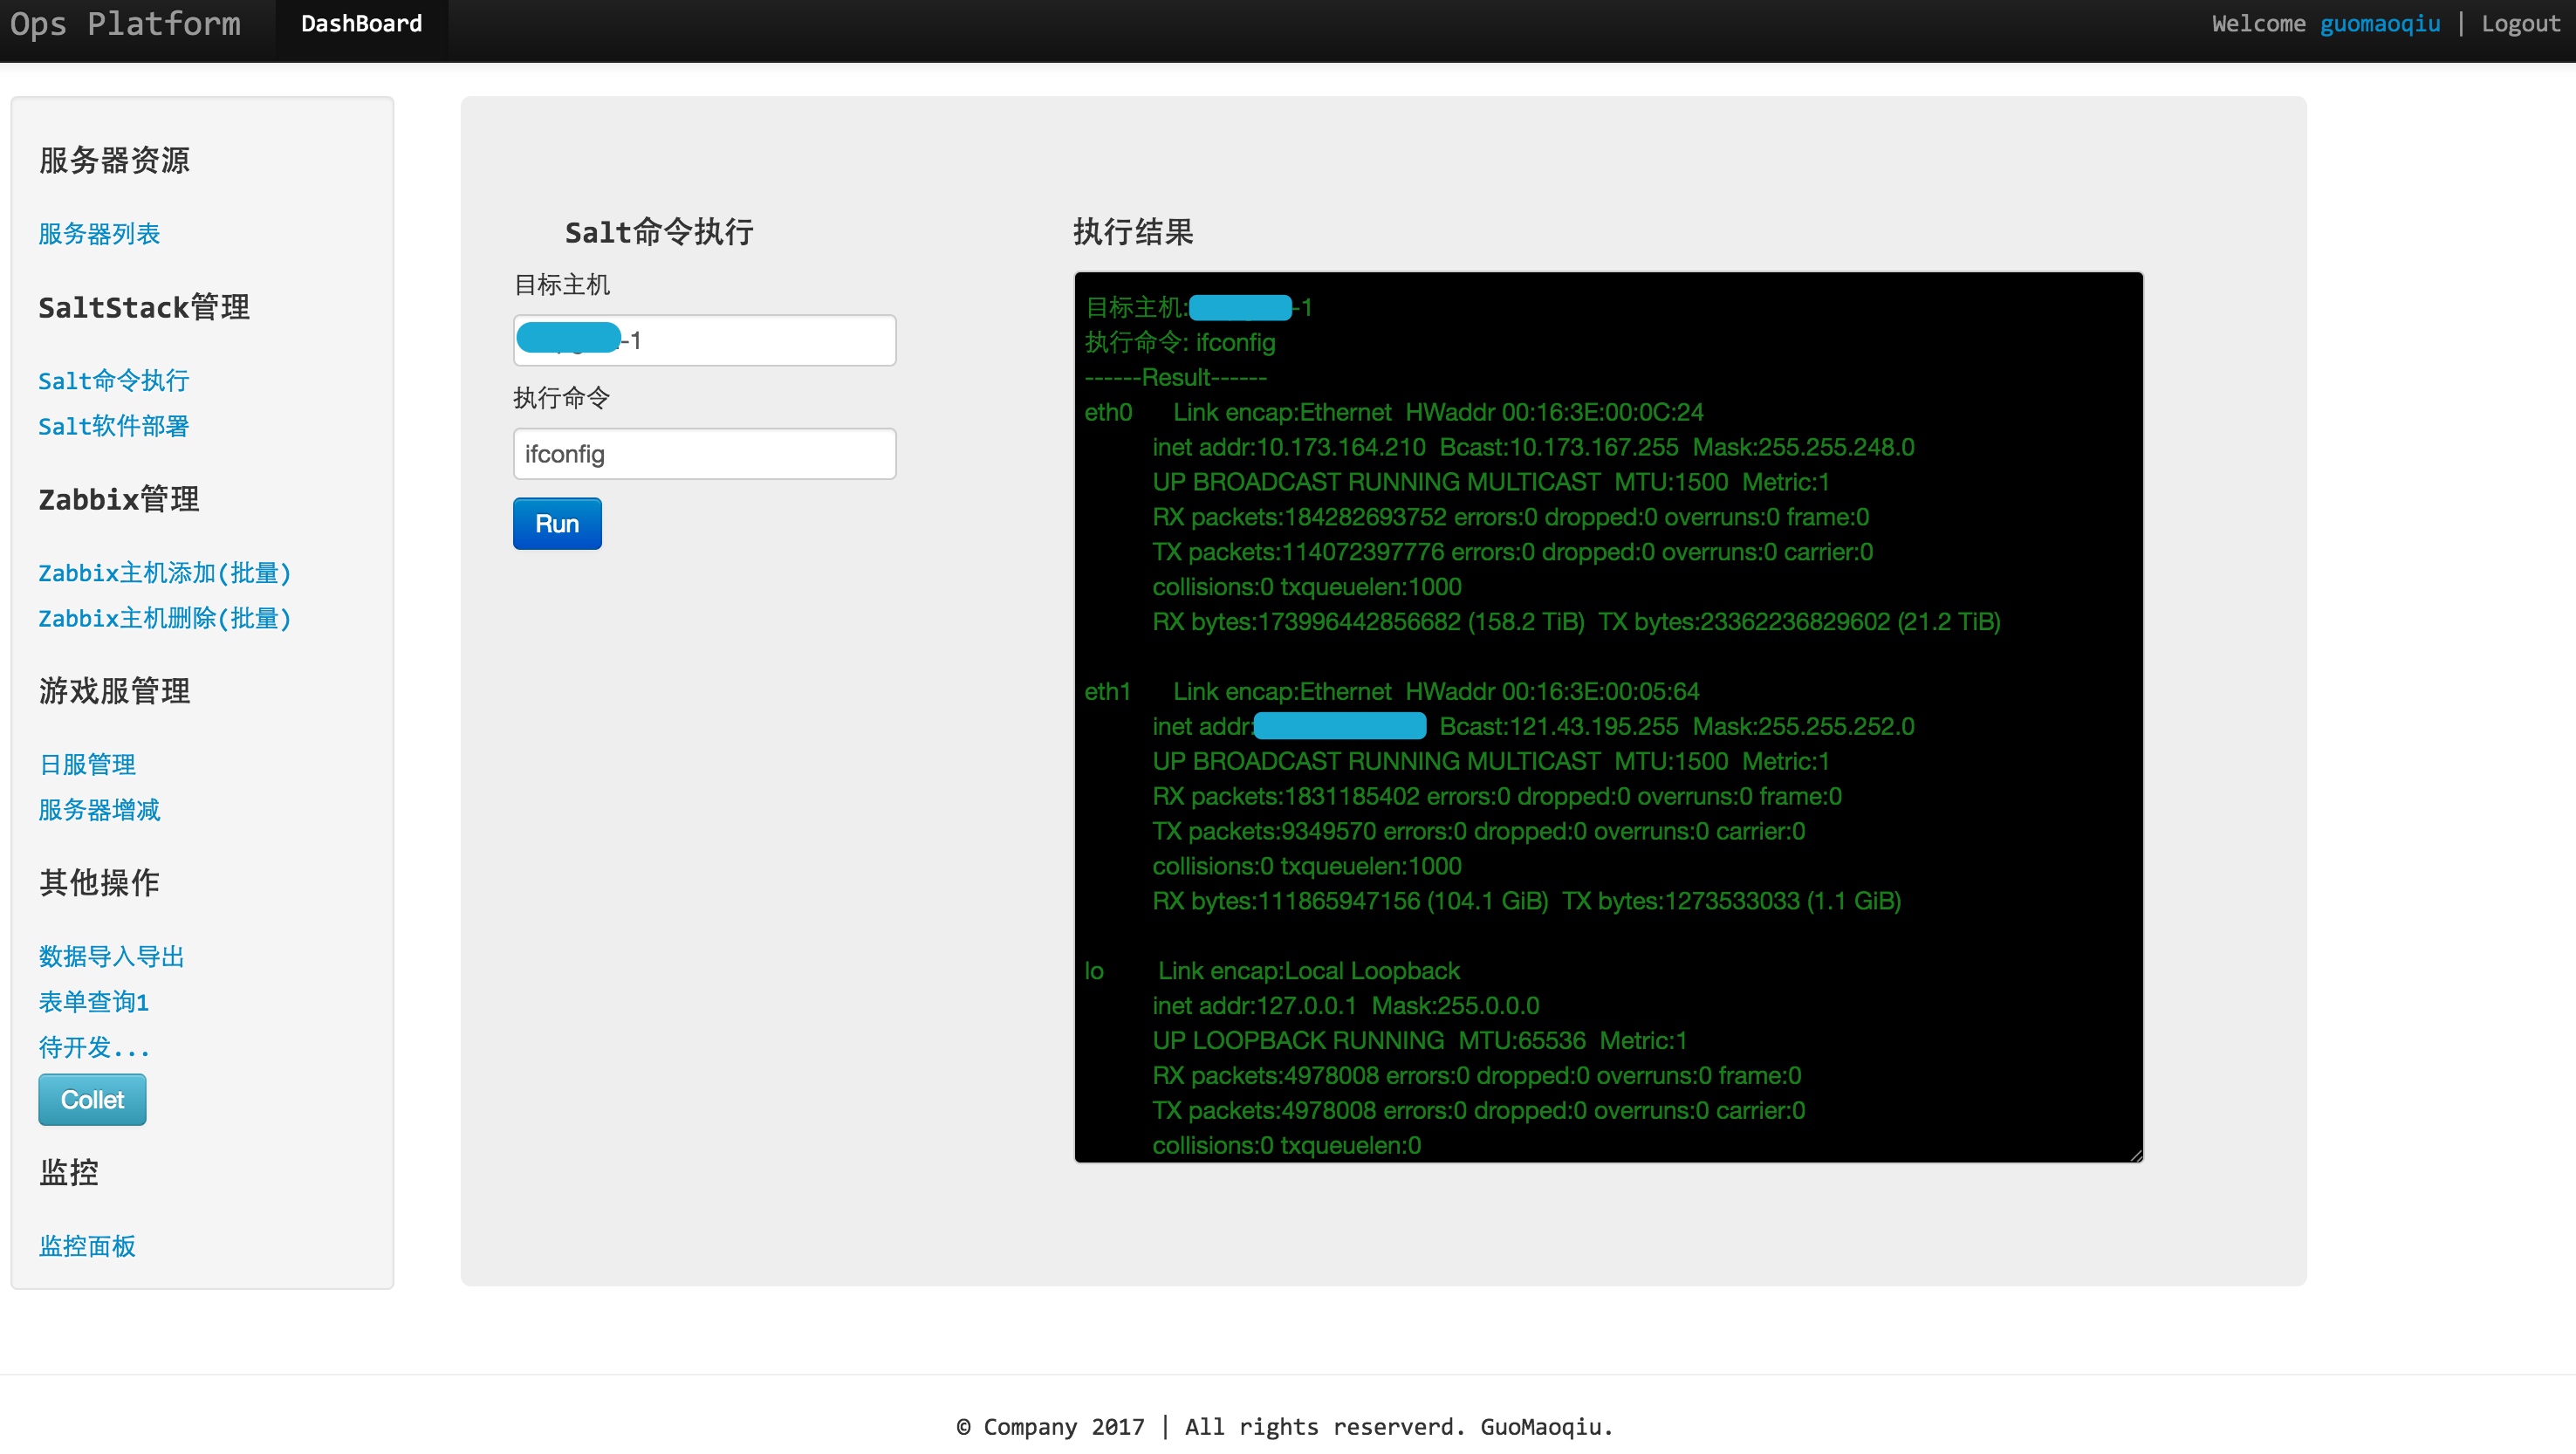 Ops Platform
DashBoard
Welcome guomaoqiu | Logout
服务器资源
服务器列表
SaltStack管理
Salt命令执行
Salt软件部署
Zabbix管理
Zabbix主机添加(批量)
Zabbix主机删除(批量)
游戏服管理
日服管理
服务器增减
其他操作
数据导入导出
表单查询1
待开发...
Collet
监控
监控面板
Salt命令执行
目标主机
-1
执行命令
ifconfig
Run
执行结果
目标主机:-1
执行命令: ifconfig
------Result------
eth0 Link encap:Ethernet HWaddr 00:16:3E:00:0C:24
inet addr:10.173.164.210 Bcast:10.173.167.255 Mask:255.255.248.0
UP BROADCAST RUNNING MULTICAST MTU:1500 Metric:1
RX packets:184282693752 errors:0 dropped:0 overruns:0 frame:0
TX packets:114072397776 errors:0 dropped:0 overruns:0 carrier:0
collisions:0 txqueuelen:1000
RX bytes:173996442856682 (158.2 TiB) TX bytes:23362236829602 (21.2 TiB)
eth1 Link encap:Ethernet HWaddr 00:16:3E:00:05:64
inet addr: Bcast:121.43.195.255 Mask:255.255.252.0
UP BROADCAST RUNNING MULTICAST MTU:1500 Metric:1
RX packets:1831185402 errors:0 dropped:0 overruns:0 frame:0
TX packets:9349570 errors:0 dropped:0 overruns:0 carrier:0
collisions:0 txqueuelen:1000
RX bytes:111865947156 (104.1 GiB) TX bytes:1273533033 (1.1 GiB)
lo Link encap:Local Loopback
inet addr:127.0.0.1 Mask:255.0.0.0
UP LOOPBACK RUNNING MTU:65536 Metric:1
RX packets:4978008 errors:0 dropped:0 overruns:0 frame:0
TX packets:4978008 errors:0 dropped:0 overruns:0 carrier:0
collisions:0 txqueuelen:0
© Company 2017 | All rights reserverd. GuoMaoqiu.